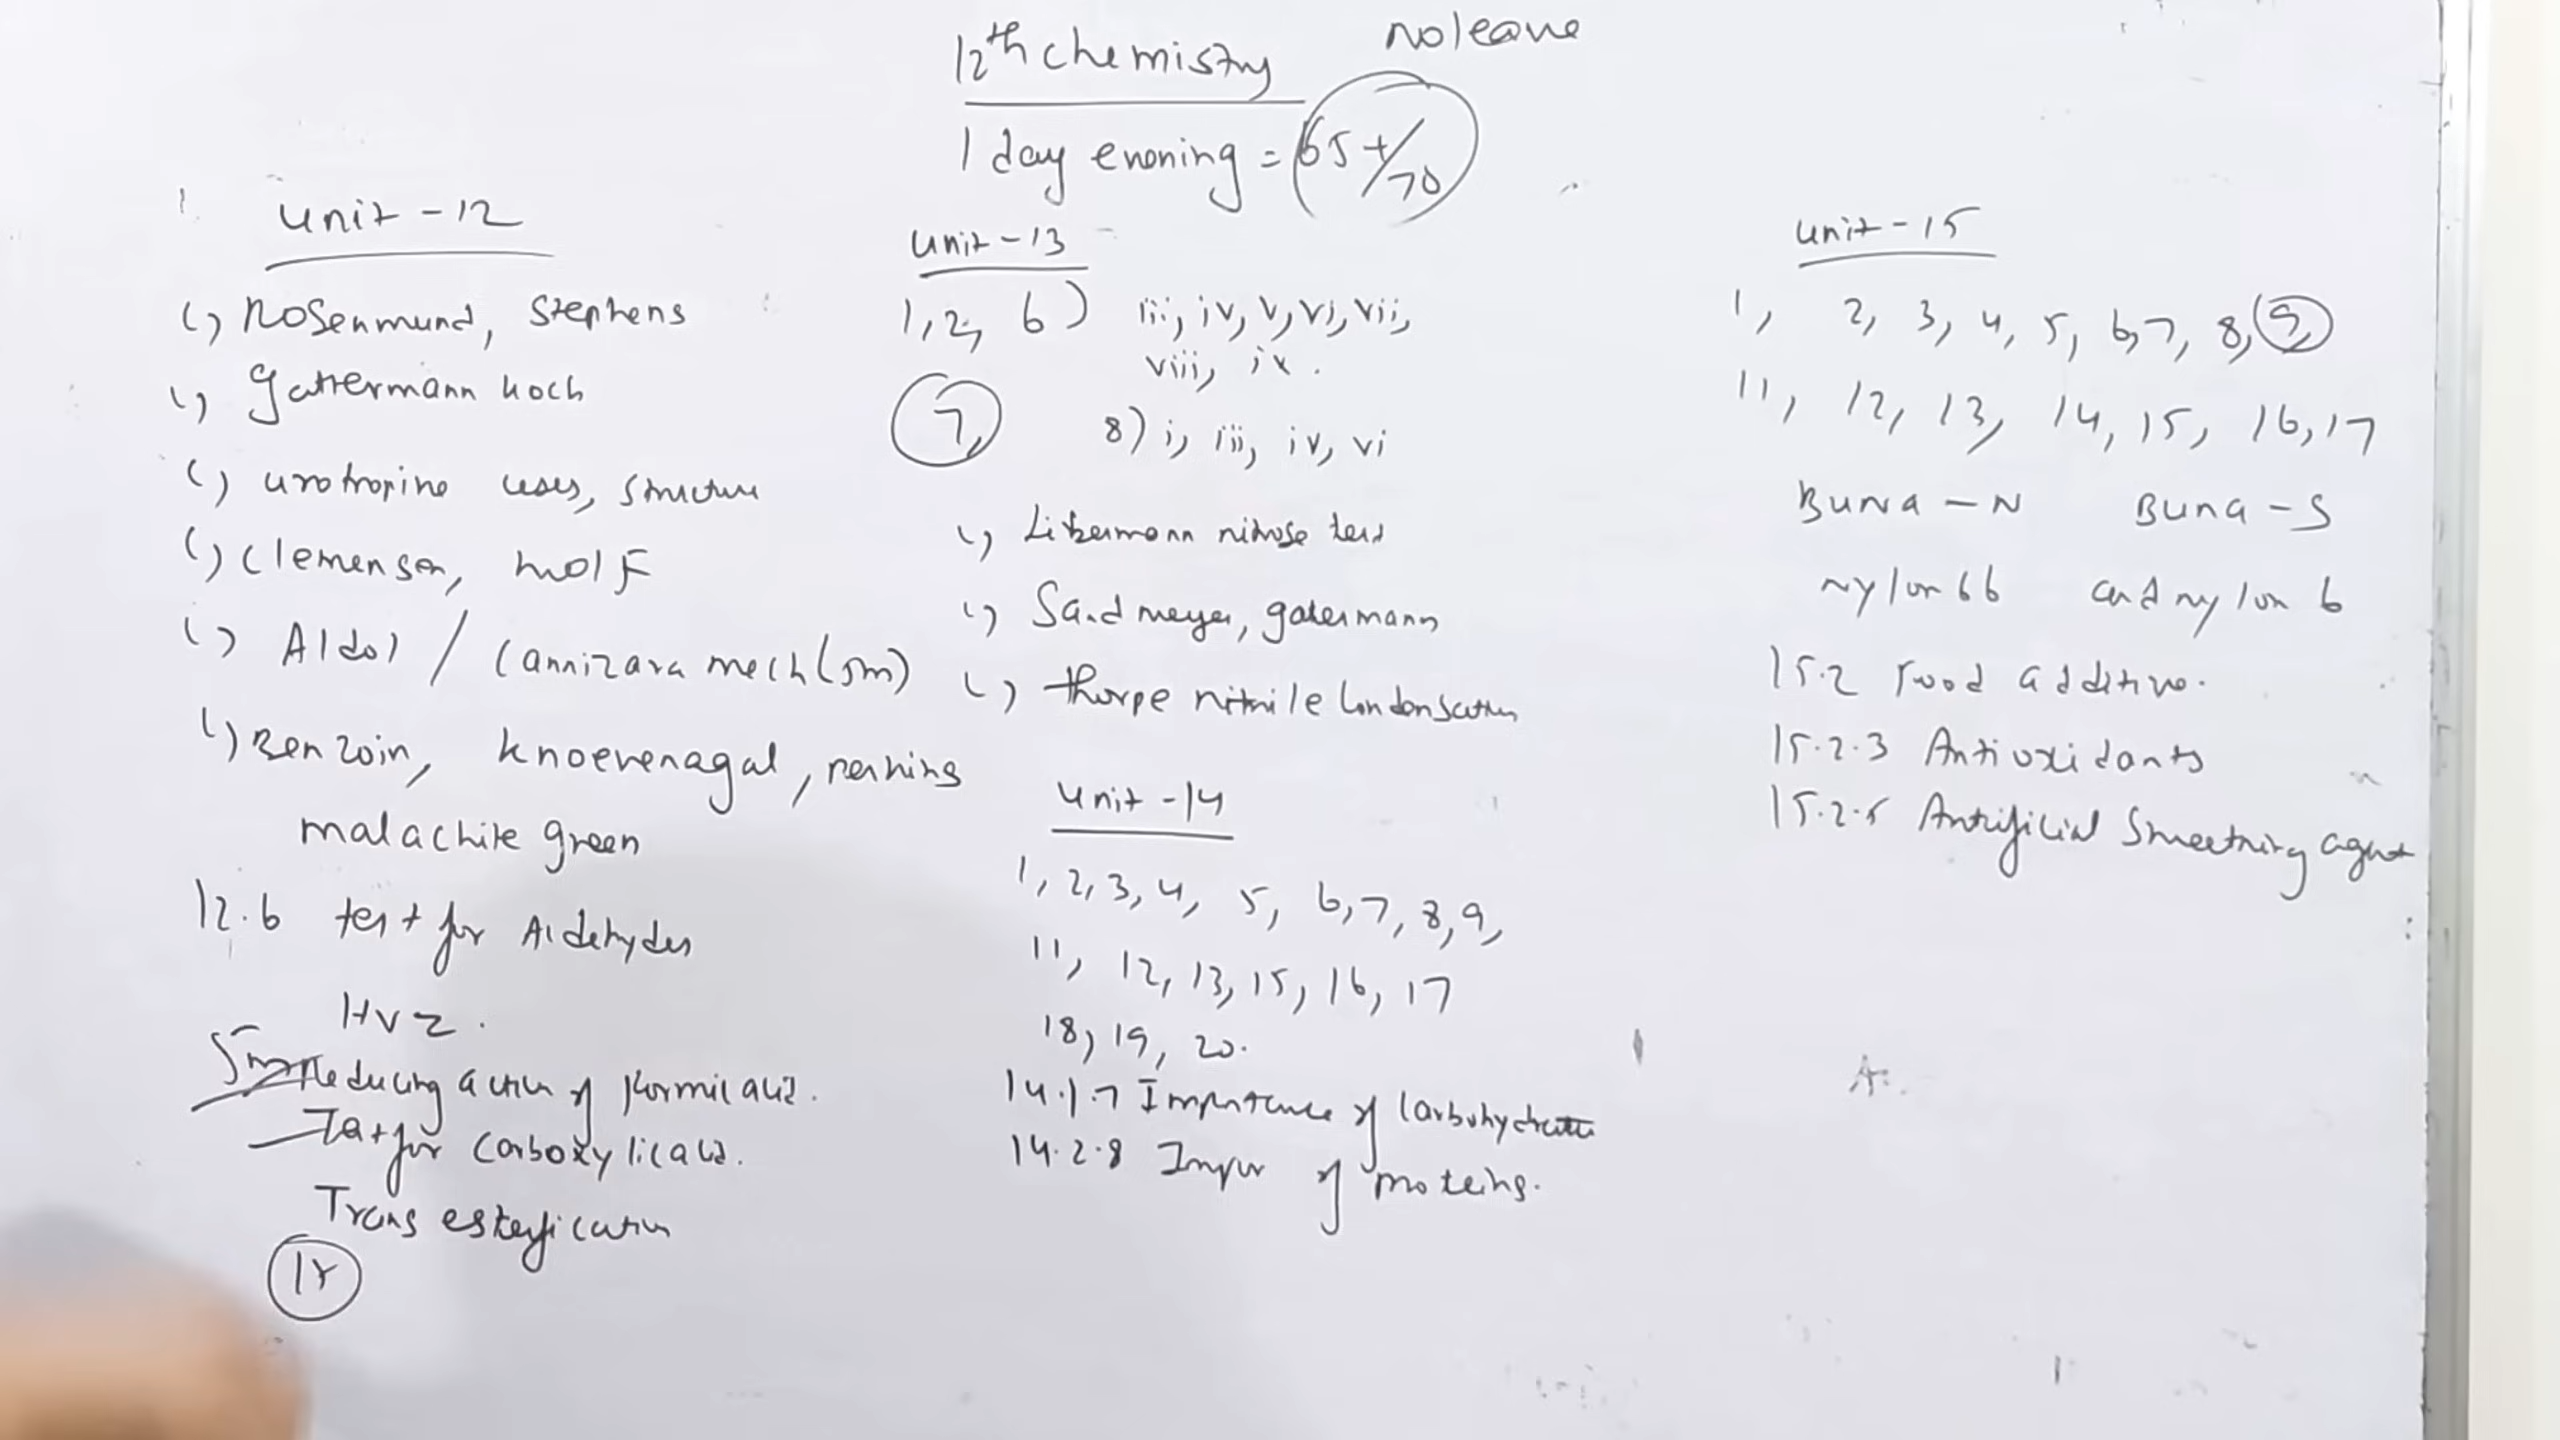 12th chemistry
no leave
1 day evening = 65+/70
unit - 12
Rosenmund, Stephens
gattermann koch
urotropine uses, structure
clemensen, molF
Aldol / Cannizara mech (5m)
Benzoin, knoevenagal, perkins
malachite green
12.6 test for Aldehydes
HVZ.
5m Reducing action of formic acid.
Test for Carboxylic acid.
Trans esterfication
unit - 13
1, 2, 6) iii, iv, v, vi, vii,
viii, ix.
7, 8) i, iii, iv, vi
Libermann nitrose test
Sandmeyer, gatermann
thorpe nitrile Condensation
unit - 14
1, 2, 3, 4, 5, 6, 7, 8, 9,
11, 12, 13, 15, 16, 17
18, 19, 20.
14.1.7 Importance of Carbohydrate
14.2.8 Impor of proteins.
unit - 15
1, 2, 3, 4, 5, 6, 7, 8, 9,
11, 12, 13, 14, 15, 16, 17
Buna - N Buna - S
nylon 66 and nylon 6
15.2 Food additive.
15.2.3 Antioxidants
15.2.5 Artificial Sweetning agent